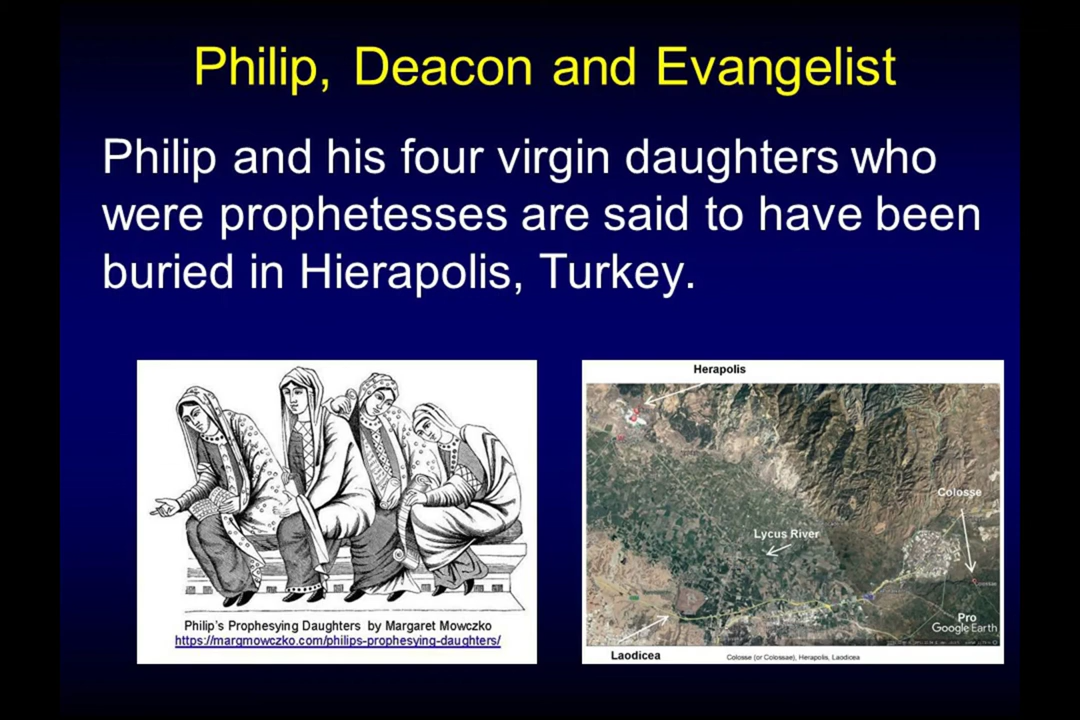 Philip, Deacon and Evangelist
Philip and his four virgin daughters who
were prophetesses are said to have been
buried in Hierapolis, Turkey.
Philip's Prophesying Daughters by Margaret Mowczko
https://margmowczko.com/philips-prophesying-daughters/
Herapolis
Colosse
Lycus River
Colossae
Pro
Google Earth
Laodicea
Colosse (or Colossae), Herapolis, Laodicea